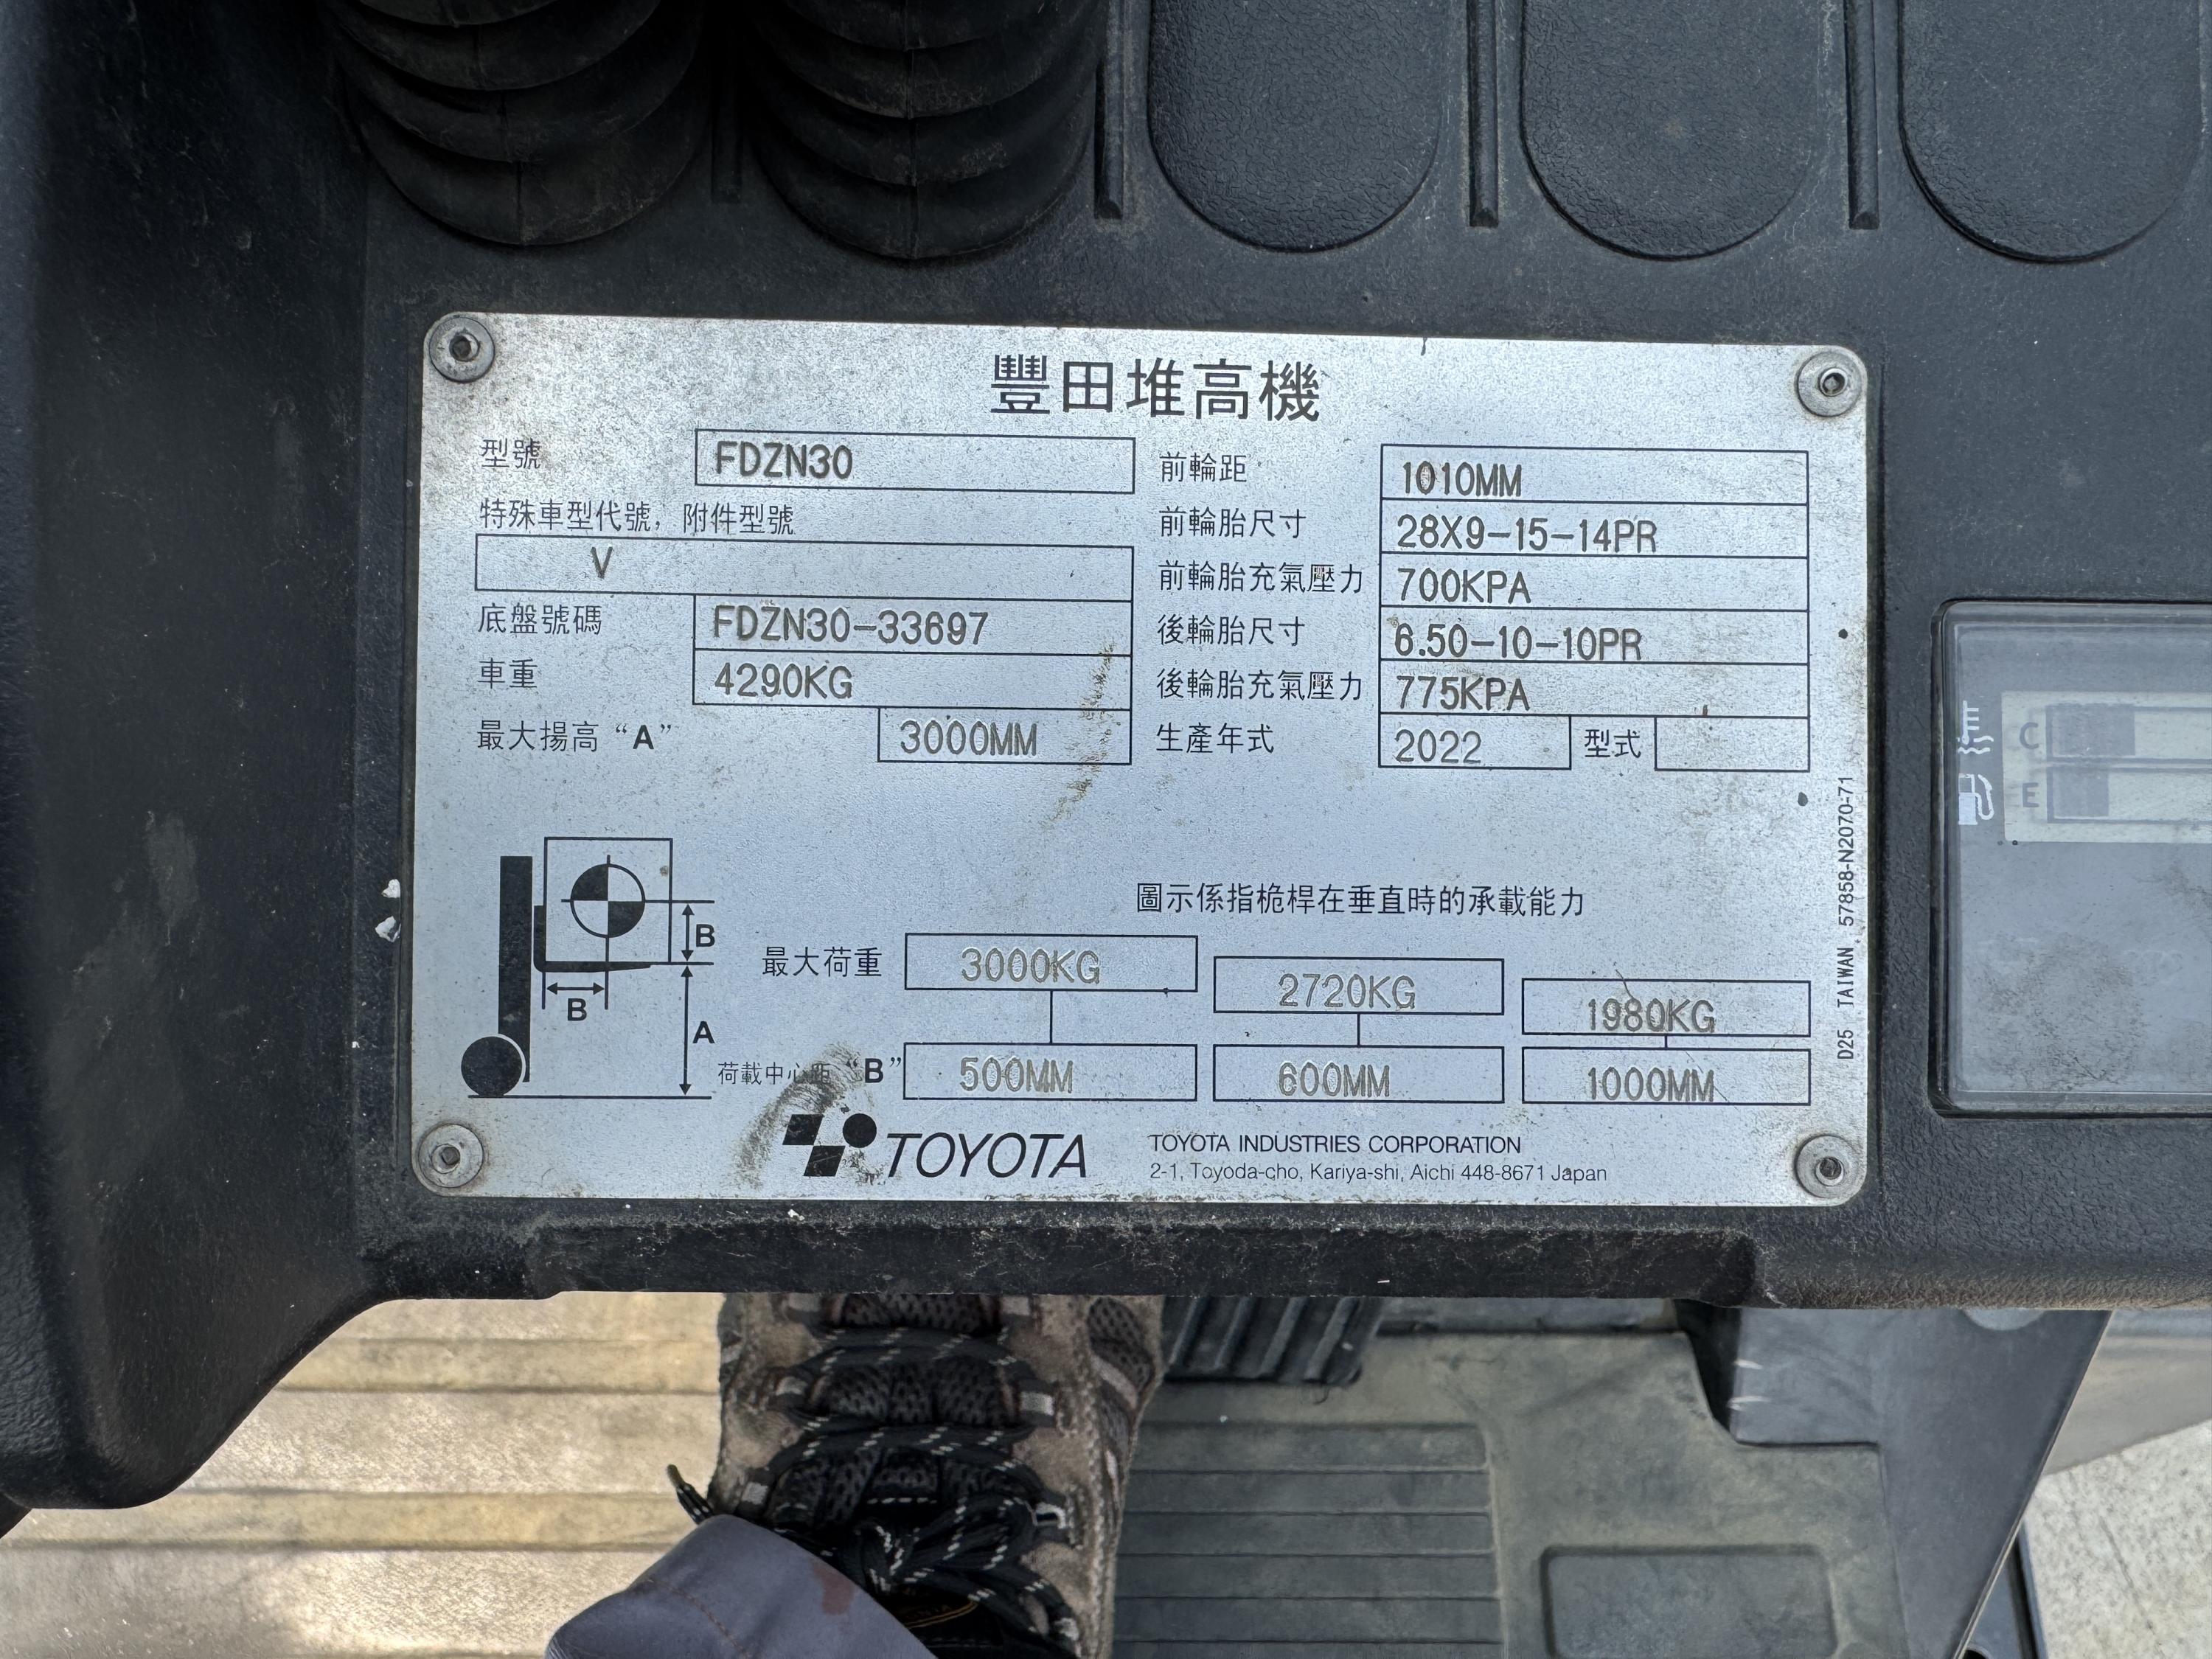 豐田堆高機
型號 FDZN30
特殊車型代號，附件型號
V
底盤號碼 FDZN30-33697
車重 4290KG
最大揚高“A” 3000MM
前輪距 1010MM
前輪胎尺寸 28X9-15-14PR
前輪胎充氣壓力 700KPA
後輪胎尺寸 6.50-10-10PR
後輪胎充氣壓力 775KPA
生產年式 2022 型式
圖示係指桅桿在垂直時的承載能力
最大荷重 3000KG 2720KG 1980KG
荷載中心距“B” 500MM 600MM 1000MM
B
B
A
TOYOTA
TOYOTA INDUSTRIES CORPORATION
2-1, Toyoda-cho, Kariya-shi, Aichi 448-8671 Japan
D25 TAIWAN 57858-N2070-71
C
E